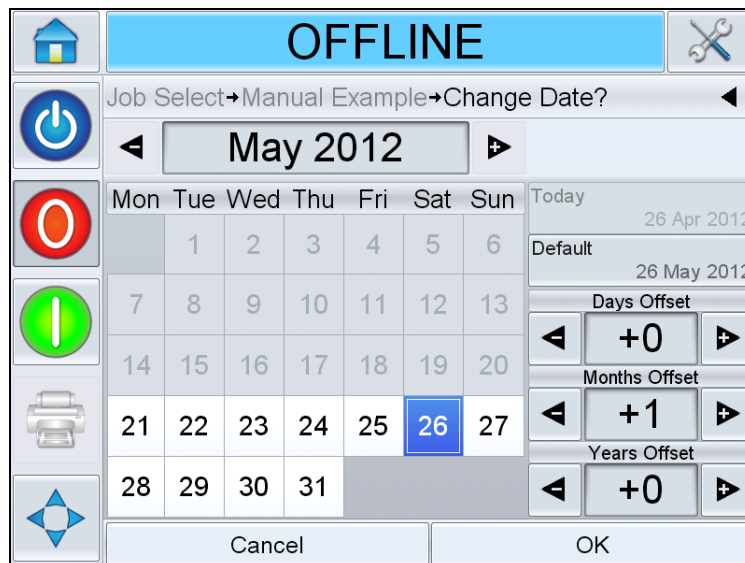 OFFLINE
Job Select→Manual Example→Change Date?
May 2012
Mon Tue Wed Thu Fri Sat Sun
1 2 3 4 5 6
7 8 9 10 11 12 13
14 15 16 17 18 19 20
21 22 23 24 25 26 27
28 29 30 31
Today
26 Apr 2012
Default
26 May 2012
Days Offset
+0
Months Offset
+1
Years Offset
+0
Cancel OK